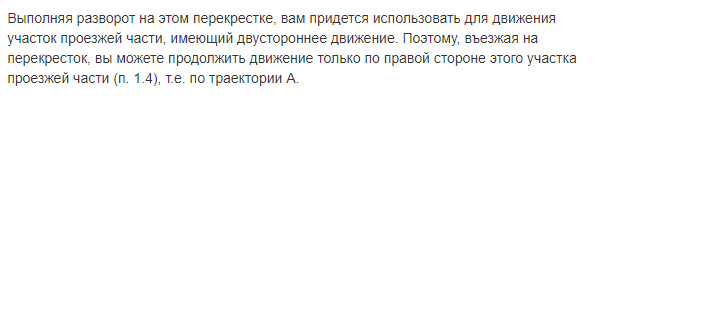 Выполняя разворот на этом перекрестке, вам придется использовать для движения
участок проезжей части, имеющий двустороннее движение. Поэтому, въезжая на
перекресток, вы можете продолжить движение только по правой стороне этого участка
проезжей части (п. 1.4), т.е. по траектории А.